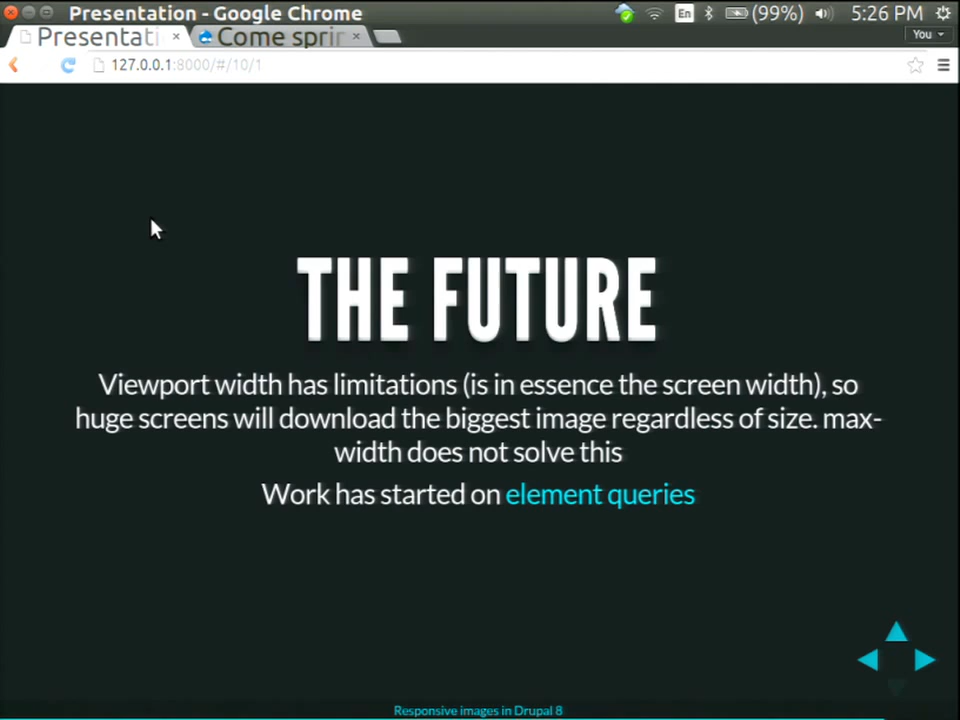 Presentation - Google Chrome
En
(99%)
5:26 PM
Presentati
Come sprir
You
127.0.0.1:8000/#/10/1
THE FUTURE
Viewport width has limitations (is in essence the screen width), so
huge screens will download the biggest image regardless of size. max-
width does not solve this
Work has started on element queries
Responsive images in Drupal 8